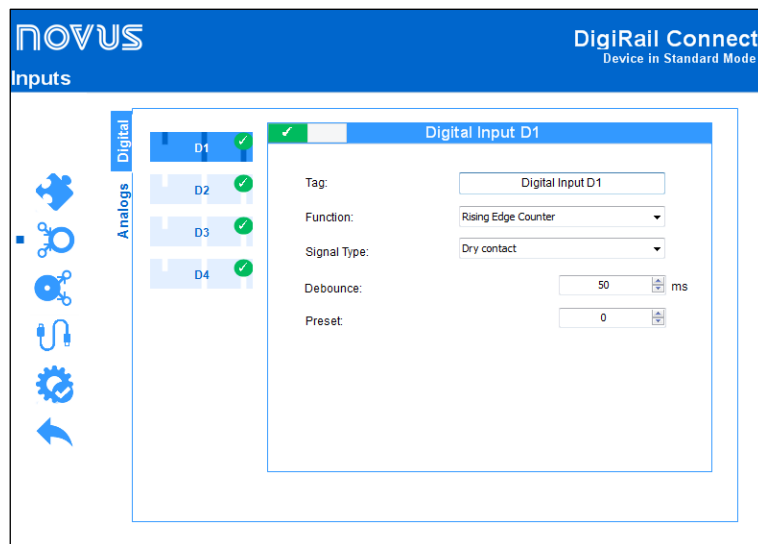 NOVUS
DigiRail Connect
Device in Standard Mode
Inputs
Digital
Analogs
D1
D2
D3
D4
Digital Input D1
Tag:
Digital Input D1
Function:
Rising Edge Counter
Signal Type:
Dry contact
Debounce:
50
ms
Preset:
0